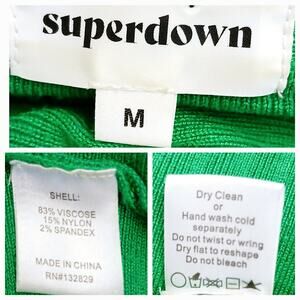 superdown
M
SHELL:
83% VISCOSE
15% NYLON
2% SPANDEX
MADE IN CHINA
RN#132829
Dry Clean
or
Hand wash cold
separately
Do not twist or wring
Dry flat to reshape
Do not bleach